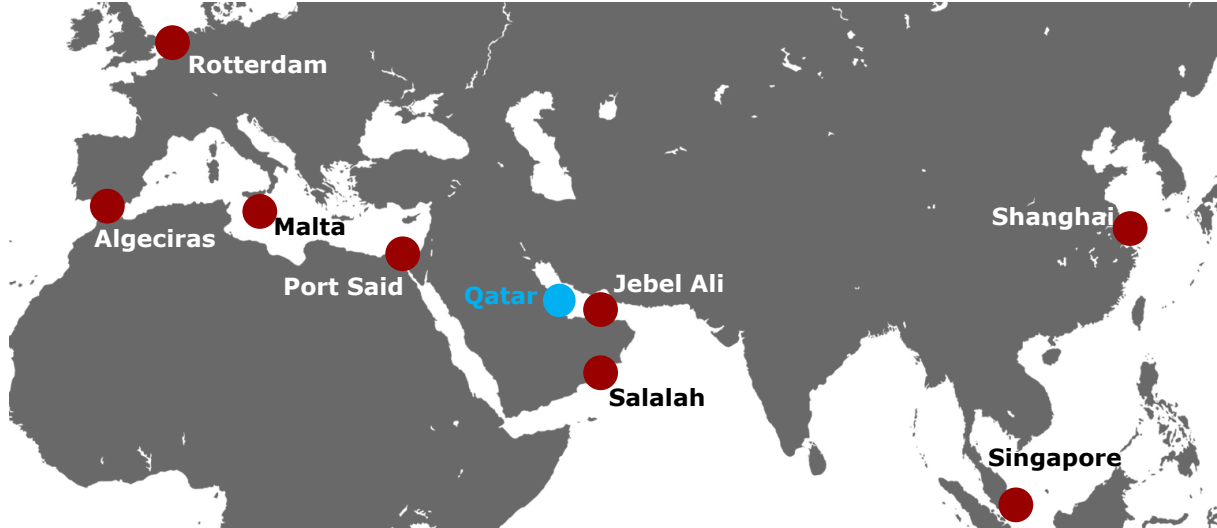 Rotterdam
Shanghai
Malta
Algeciras
Port Said
Jebel Ali
Qatar
Salalah
Singapore